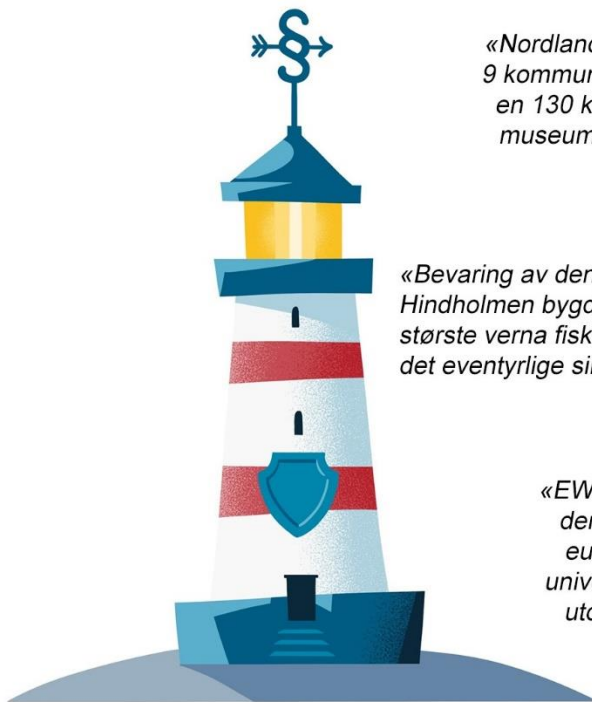 §
«Nordland
9 kommun
en 130 k
museum
«Bevaring av den
Hindholmen bygd
største verna fisk
det eventyrlige sil
«EW
der
eu
univ
uto